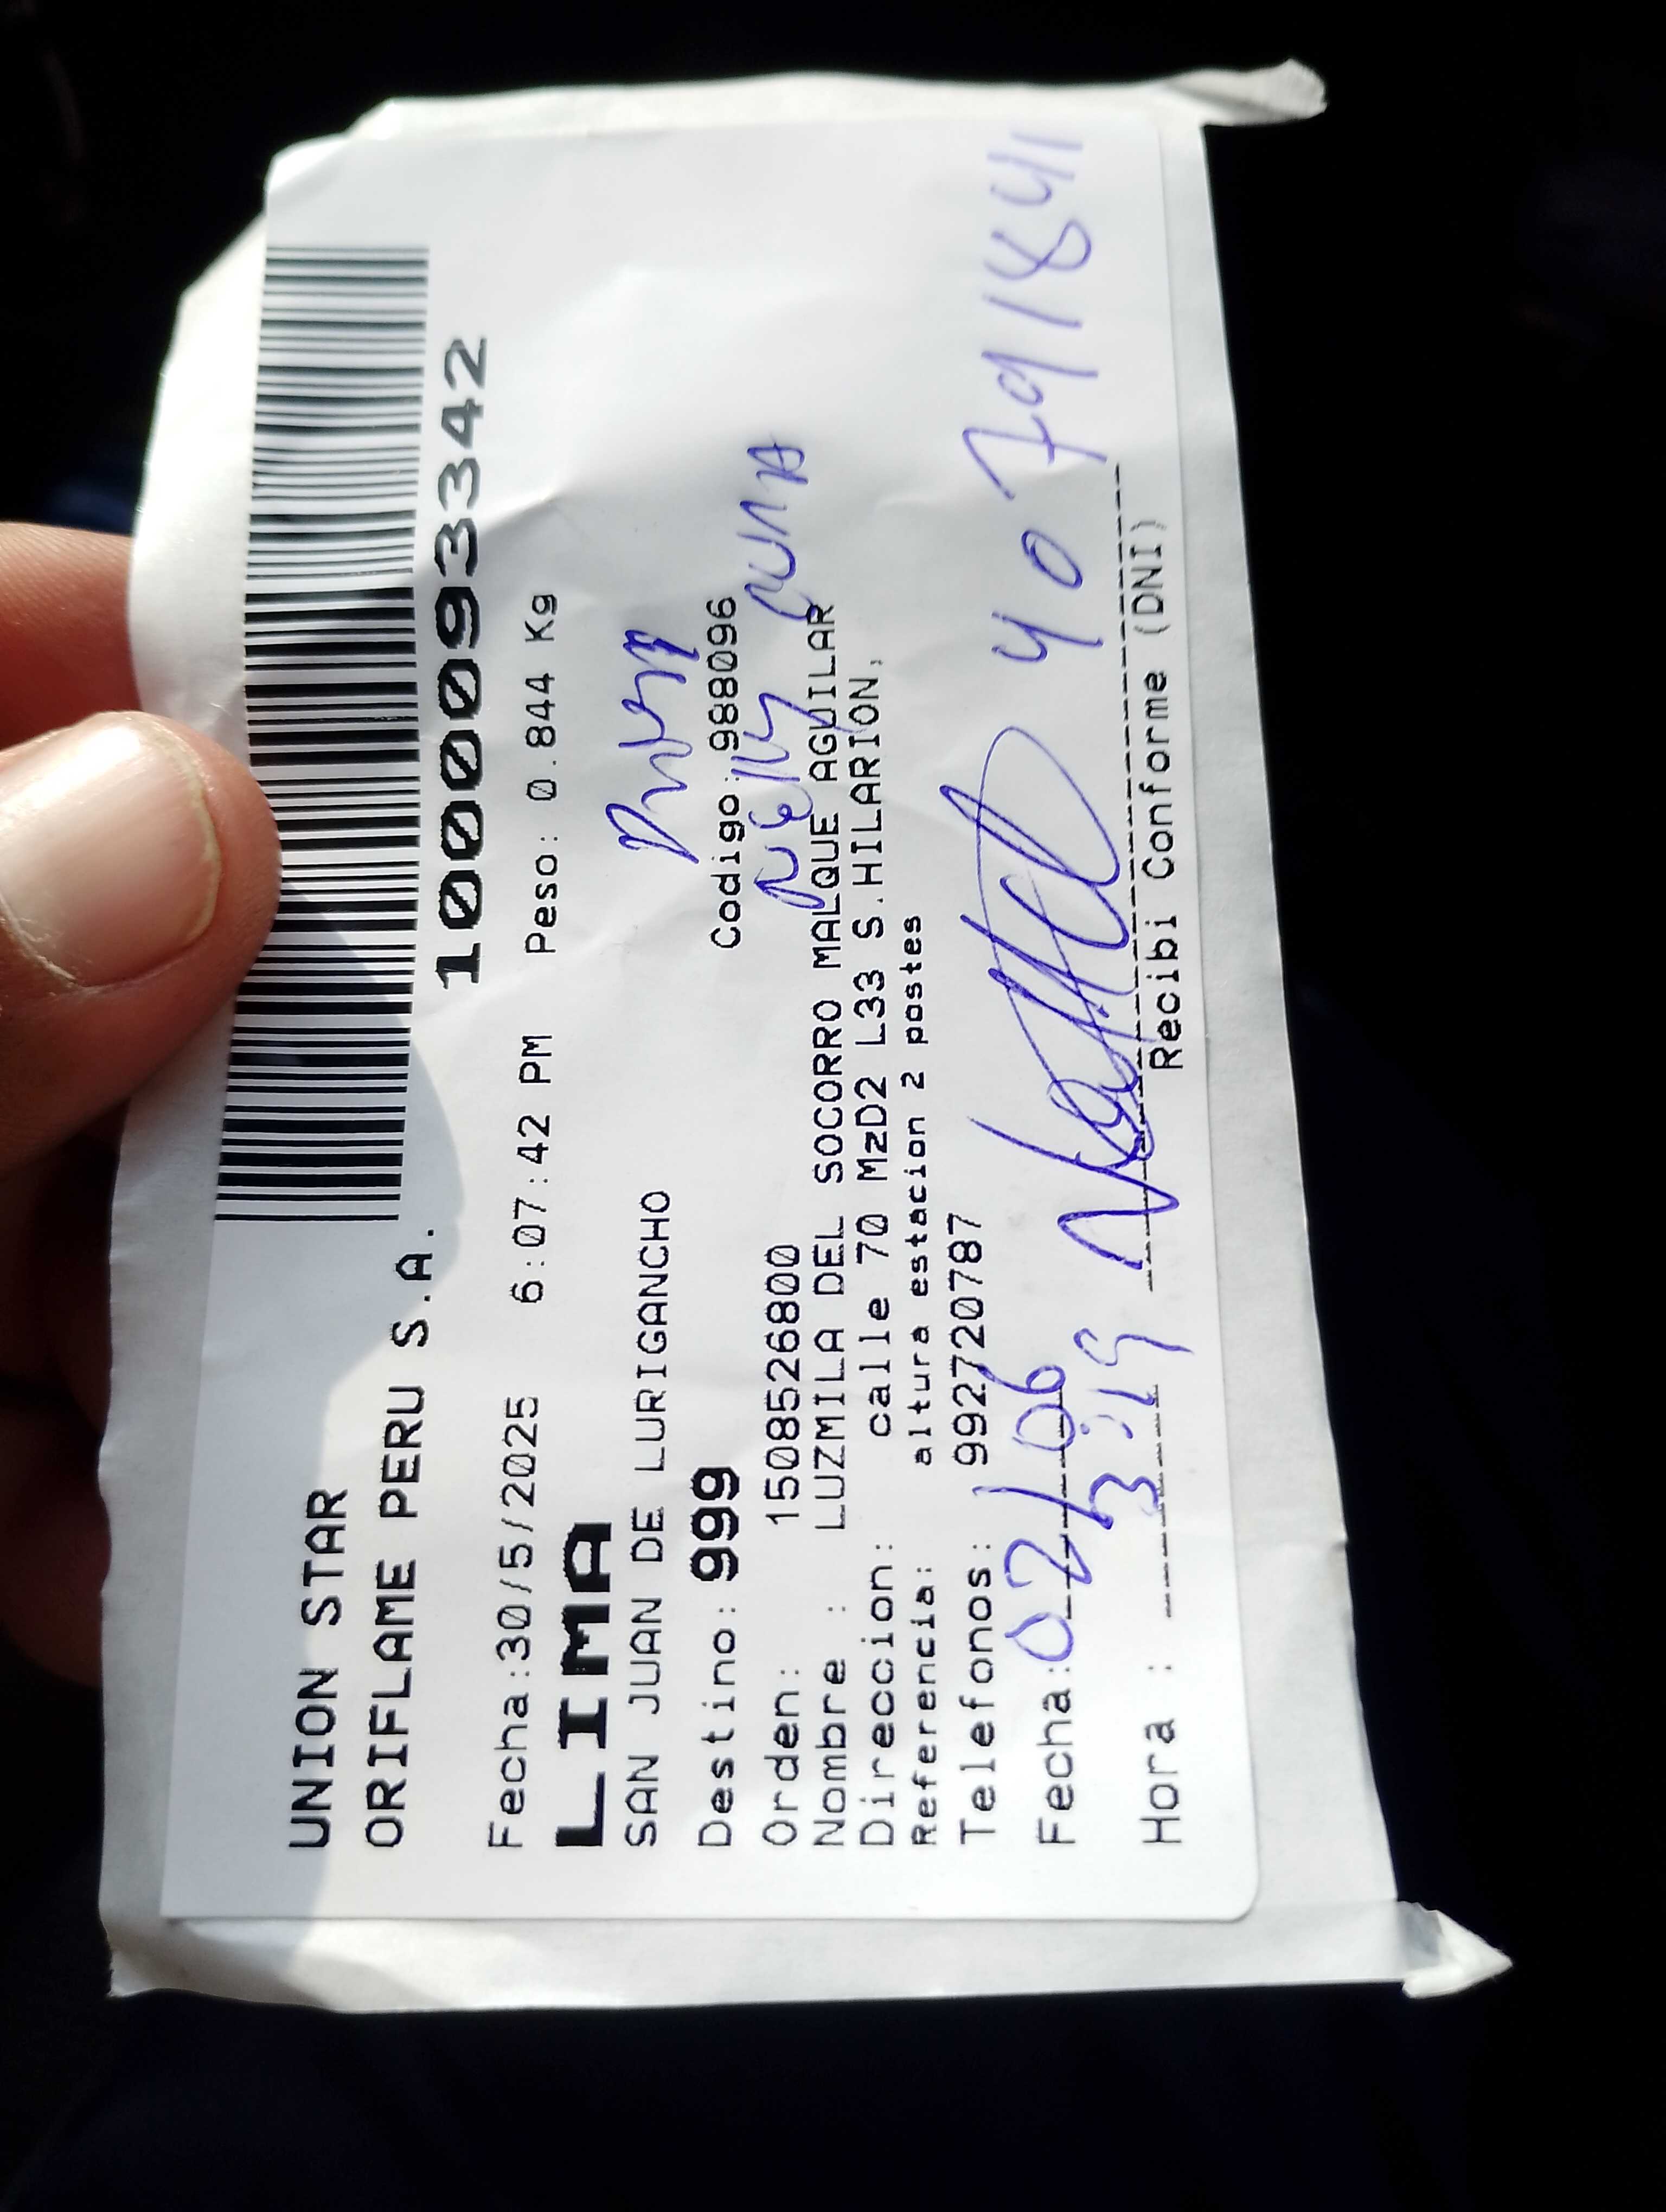 UNION STAR
ORIFLAME PERU S.A.
1000093342
Fecha:30/5/2025 6:07:42 PM Peso: 0.844 Kg
LIMA
SAN JUAN DE LURIGANCHO
Destino: 999 Codigo:988096
Orden: 1508526800
Nombre : LUZMILA DEL SOCORRO MALQUE AGUILAR
Direccion: calle 70 MzD2 L33 S.HILARION,
Referencia: altura estacion 2 postes
Telefonos: 992720787
Fecha: 02/06 40791841
Hora : 3:19
Recibi Conforme (DNI)